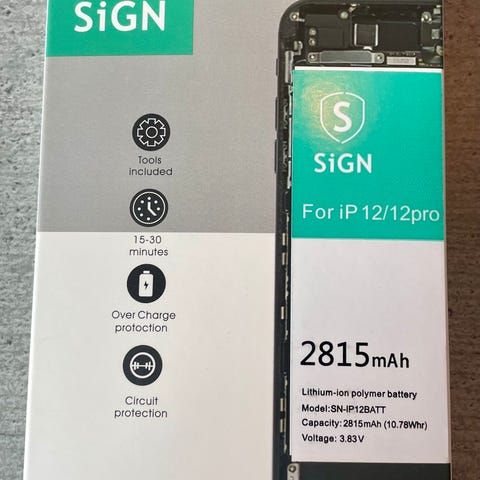 SiGN
Tools
included
15-30
minutes
Over Charge
protoction
Circuit
protection
S
SiGN
For iP 12/12pro
2815mAh
Lithium-ion polymer battery
Model:SN-IP12BATT
Capacity: 2815mAh (10.78Whr)
Voltage: 3.83V